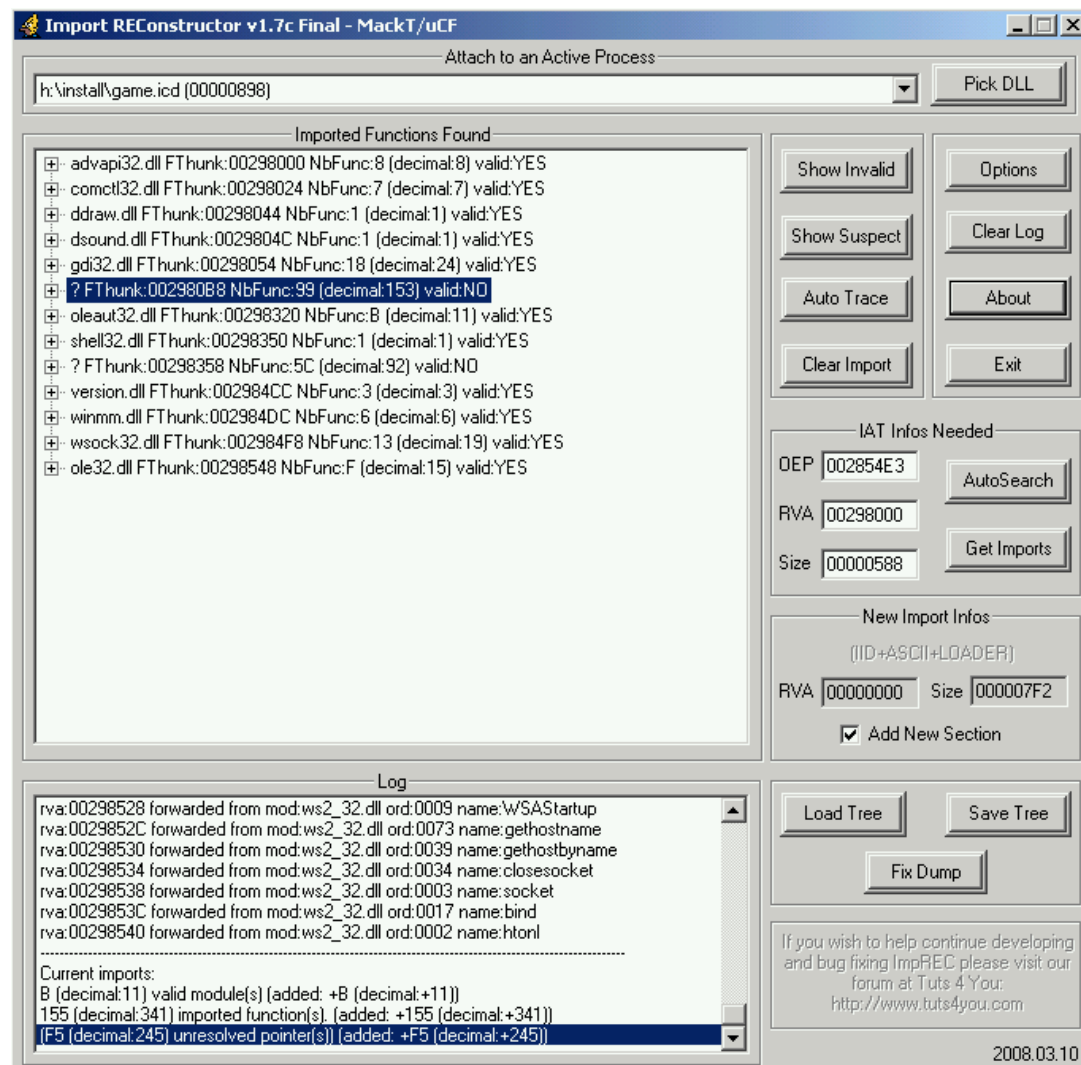 Import REConstructor v1.7c Final - MackT/uCF
Attach to an Active Process
h:\install\game.icd (00000898)
Pick DLL
Imported Functions Found
advapi32.dll FThunk:00298000 NbFunc:8 (decimal:8) valid:YES
comctl32.dll FThunk:00298024 NbFunc:7 (decimal:7) valid:YES
ddraw.dll FThunk:00298044 NbFunc:1 (decimal:1) valid:YES
dsound.dll FThunk:0029804C NbFunc:1 (decimal:1) valid:YES
gdi32.dll FThunk:00298054 NbFunc:18 (decimal:24) valid:YES
? FThunk:002980B8 NbFunc:99 (decimal:153) valid:NO
oleaut32.dll FThunk:00298320 NbFunc:B (decimal:11) valid:YES
shell32.dll FThunk:00298350 NbFunc:1 (decimal:1) valid:YES
? FThunk:00298358 NbFunc:5C (decimal:92) valid:NO
version.dll FThunk:002984CC NbFunc:3 (decimal:3) valid:YES
winmm.dll FThunk:002984DC NbFunc:6 (decimal:6) valid:YES
wsock32.dll FThunk:002984F8 NbFunc:13 (decimal:19) valid:YES
ole32.dll FThunk:00298548 NbFunc:F (decimal:15) valid:YES
Show Invalid
Show Suspect
Auto Trace
Clear Import
Options
Clear Log
About
Exit
IAT Infos Needed
OEP 002854E3
RVA 00298000
Size 00000588
AutoSearch
Get Imports
New Import Infos
(IID+ASCII+LOADER)
RVA 00000000 Size 000007F2
Add New Section
Log
rva:00298528 forwarded from mod:ws2_32.dll ord:0009 name:WSAStartup
rva:0029852C forwarded from mod:ws2_32.dll ord:0073 name:gethostname
rva:00298530 forwarded from mod:ws2_32.dll ord:0039 name:gethostbyname
rva:00298534 forwarded from mod:ws2_32.dll ord:0034 name:closesocket
rva:00298538 forwarded from mod:ws2_32.dll ord:0003 name:socket
rva:0029853C forwarded from mod:ws2_32.dll ord:0017 name:bind
rva:00298540 forwarded from mod:ws2_32.dll ord:0002 name:htonl
Current imports:
B (decimal:11) valid module(s) (added: +B (decimal:+11))
155 (decimal:341) imported function(s). (added: +155 (decimal:+341))
(F5 (decimal:245) unresolved pointer(s)) (added: +F5 (decimal:+245))
Load Tree
Save Tree
Fix Dump
If you wish to help continue developing
and bug fixing ImpREC please visit our
forum at Tuts 4 You:
http://www.tuts4you.com
2008.03.10